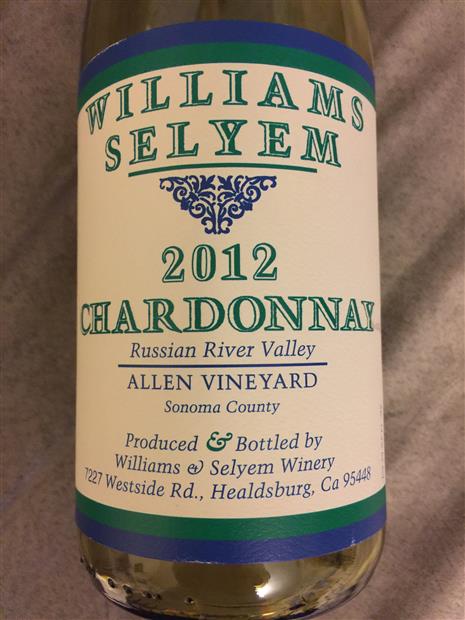 WILLIAMS
SELYEM
2012
CHARDONNAY
Russian River Valley
ALLEN VINEYARD
Sonoma County
Produced & Bottled by
Williams & Selyem Winery
7227 Westside Rd., Healdsburg, Ca 95448